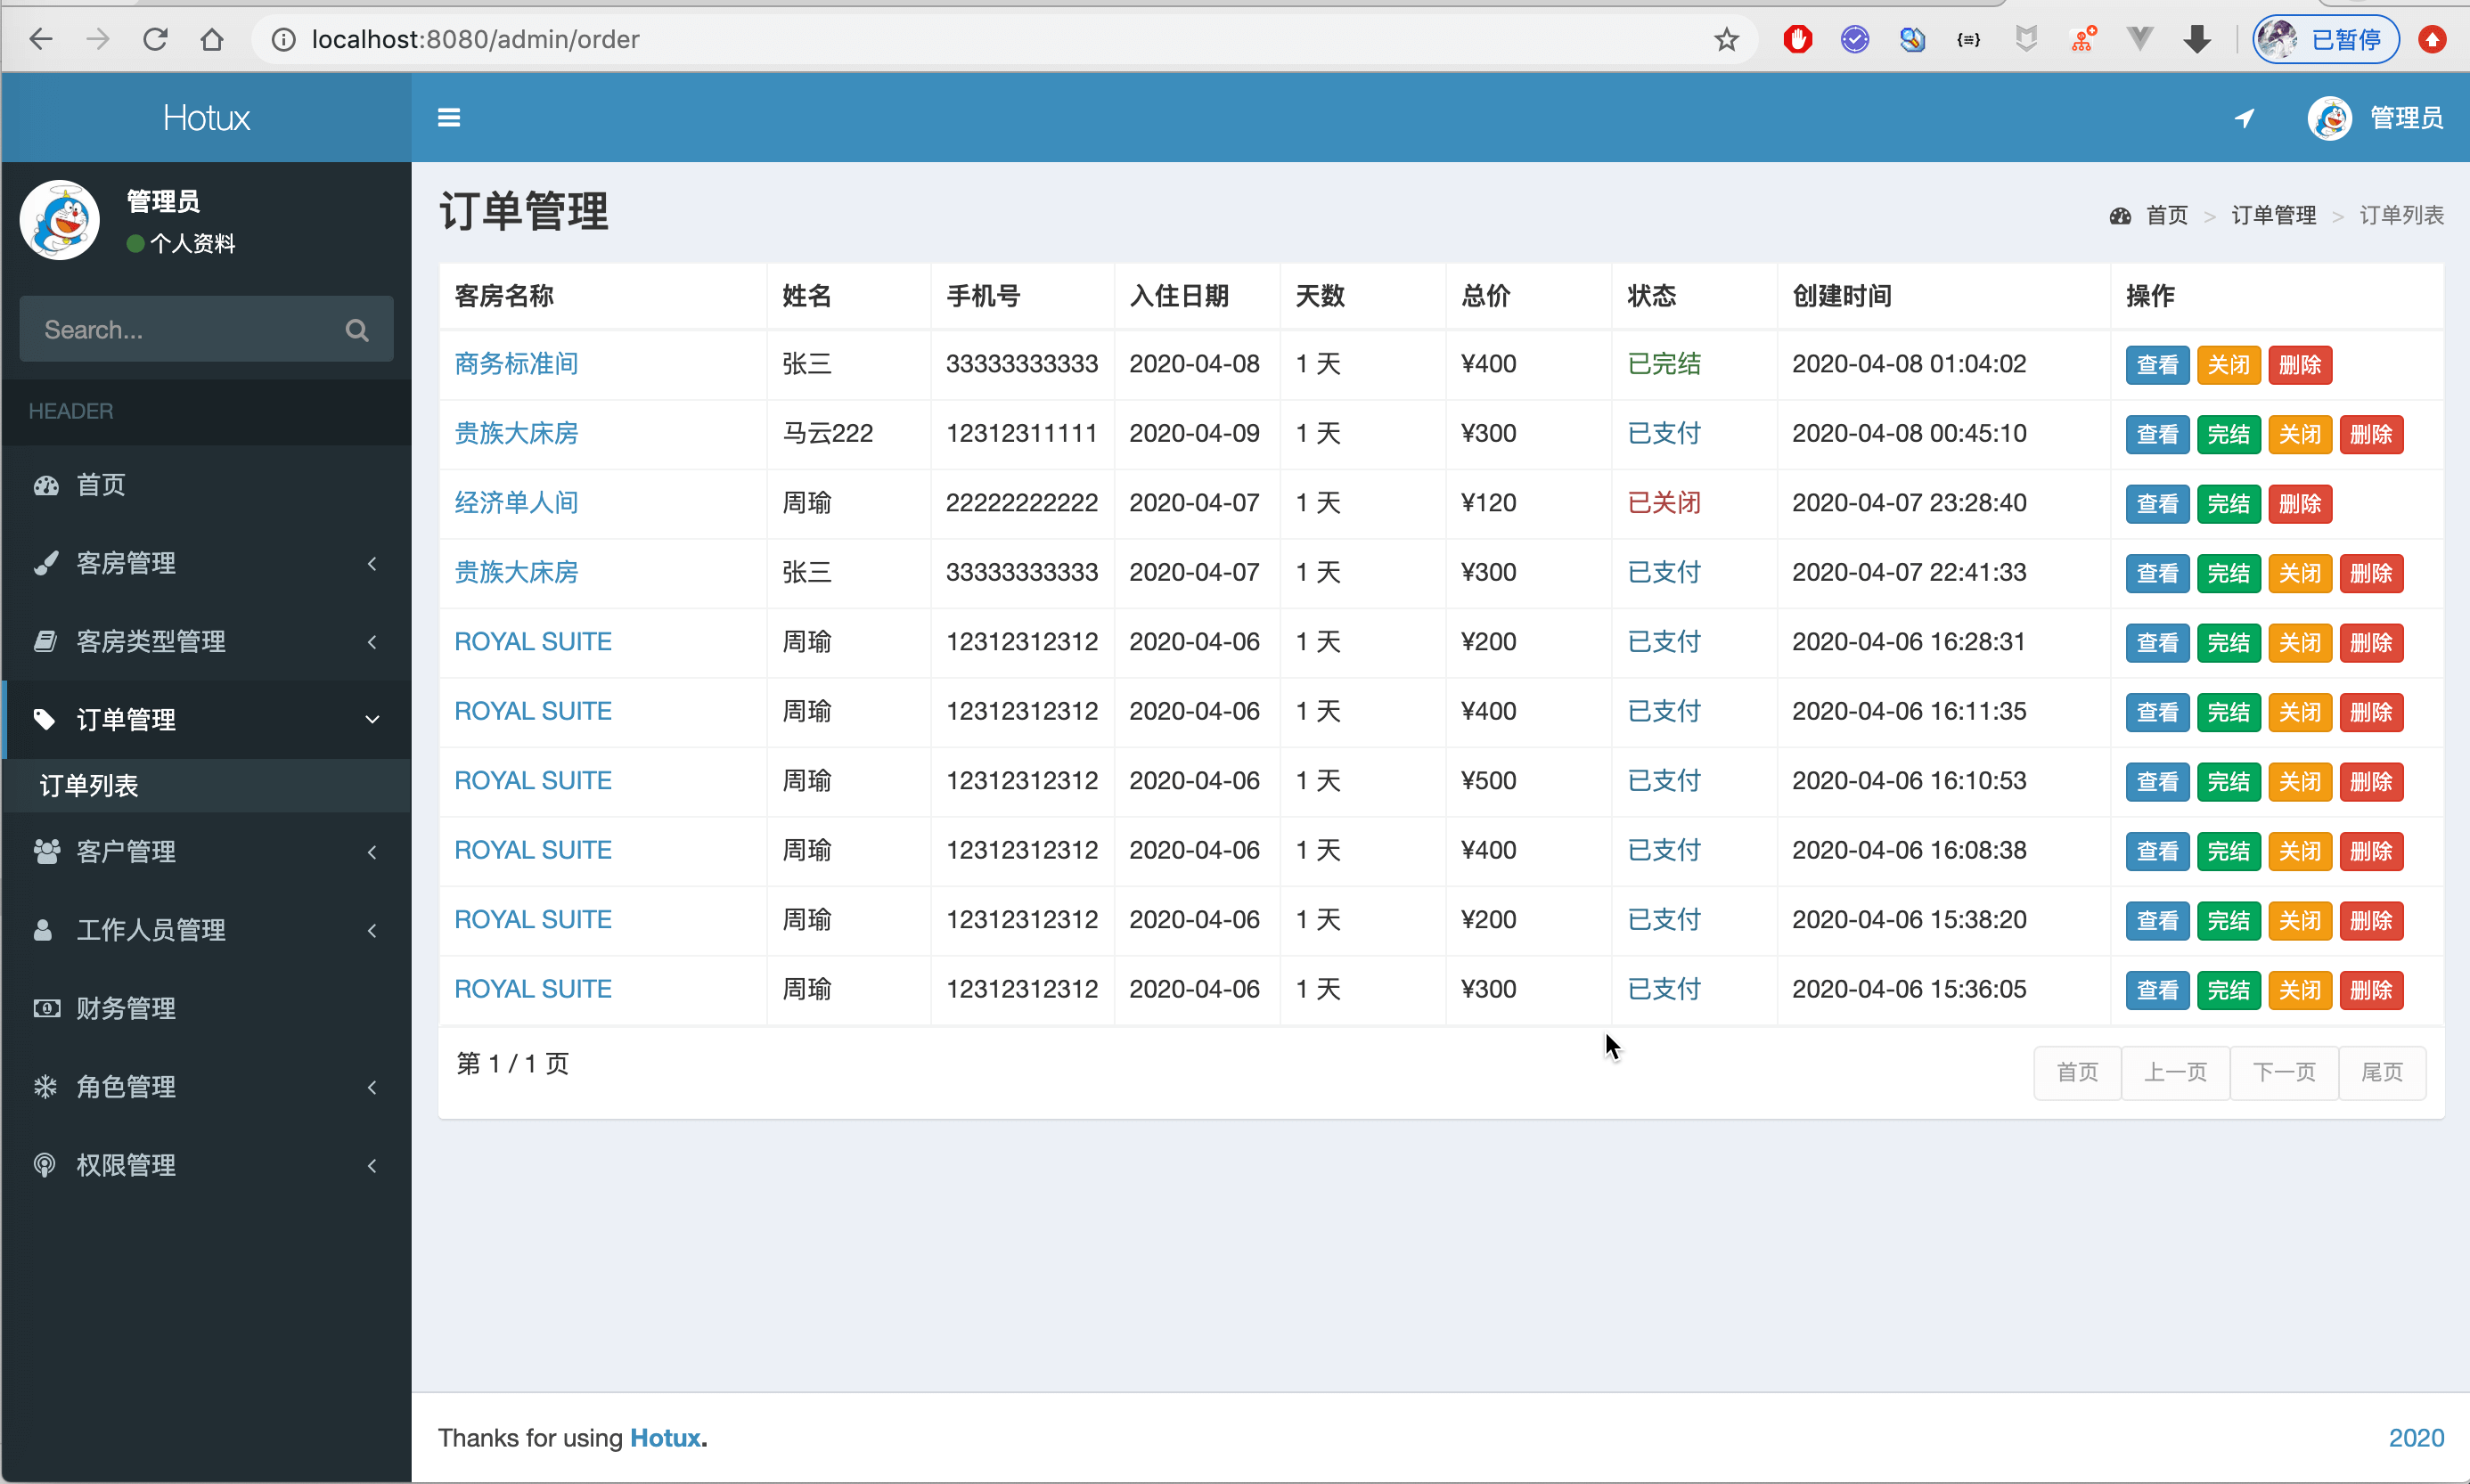 localhost:8080/admin/order
已暂停
Hotux
管理员
管理员
个人资料
Search...
HEADER
首页
客房管理
客房类型管理
订单管理
订单列表
客户管理
工作人员管理
财务管理
角色管理
权限管理
订单管理
首页 > 订单管理 > 订单列表
客房名称 姓名 手机号 入住日期 天数 总价 状态 创建时间 操作
商务标准间 张三 33333333333 2020-04-08 1 天 ¥400 已完结 2020-04-08 01:04:02 查看 关闭 删除
贵族大床房 马云222 12312311111 2020-04-09 1 天 ¥300 已支付 2020-04-08 00:45:10 查看 完结 关闭 删除
经济单人间 周瑜 22222222222 2020-04-07 1 天 ¥120 已关闭 2020-04-07 23:28:40 查看 完结 删除
贵族大床房 张三 33333333333 2020-04-07 1 天 ¥300 已支付 2020-04-07 22:41:33 查看 完结 关闭 删除
ROYAL SUITE 周瑜 12312312312 2020-04-06 1 天 ¥200 已支付 2020-04-06 16:28:31 查看 完结 关闭 删除
ROYAL SUITE 周瑜 12312312312 2020-04-06 1 天 ¥400 已支付 2020-04-06 16:11:35 查看 完结 关闭 删除
ROYAL SUITE 周瑜 12312312312 2020-04-06 1 天 ¥500 已支付 2020-04-06 16:10:53 查看 完结 关闭 删除
ROYAL SUITE 周瑜 12312312312 2020-04-06 1 天 ¥400 已支付 2020-04-06 16:08:38 查看 完结 关闭 删除
ROYAL SUITE 周瑜 12312312312 2020-04-06 1 天 ¥200 已支付 2020-04-06 15:38:20 查看 完结 关闭 删除
ROYAL SUITE 周瑜 12312312312 2020-04-06 1 天 ¥300 已支付 2020-04-06 15:36:05 查看 完结 关闭 删除
第 1 / 1 页
首页 上一页 下一页 尾页
Thanks for using Hotux.
2020